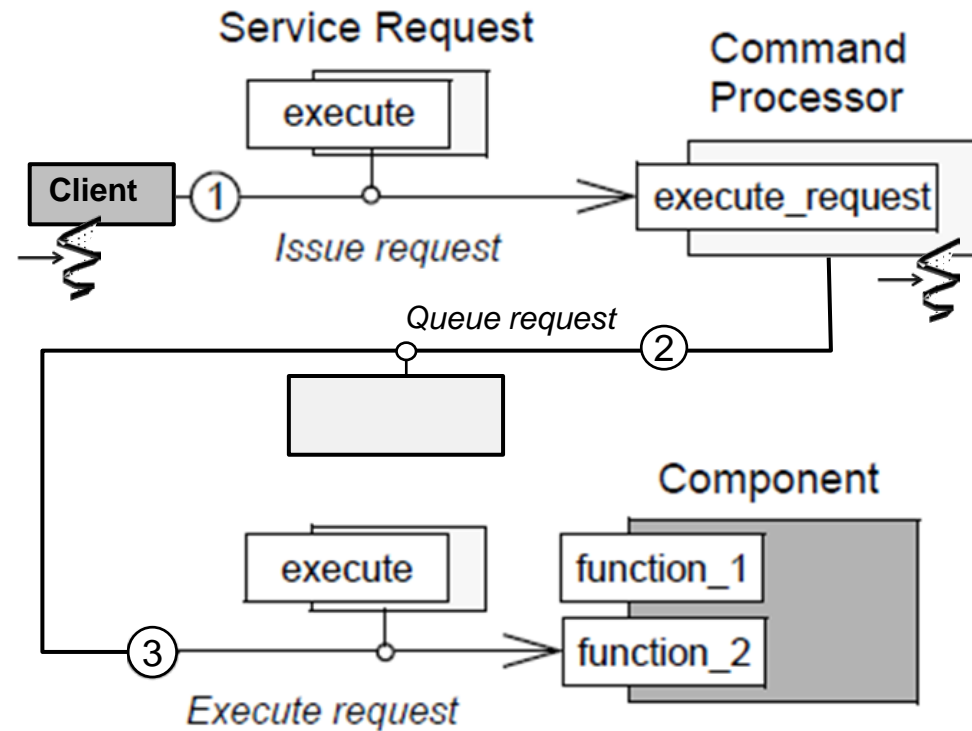 Service Request
Command
Processor
execute
Client
1
execute_request
Issue request
Queue request
2
Component
execute
function_1
3
function_2
Execute request